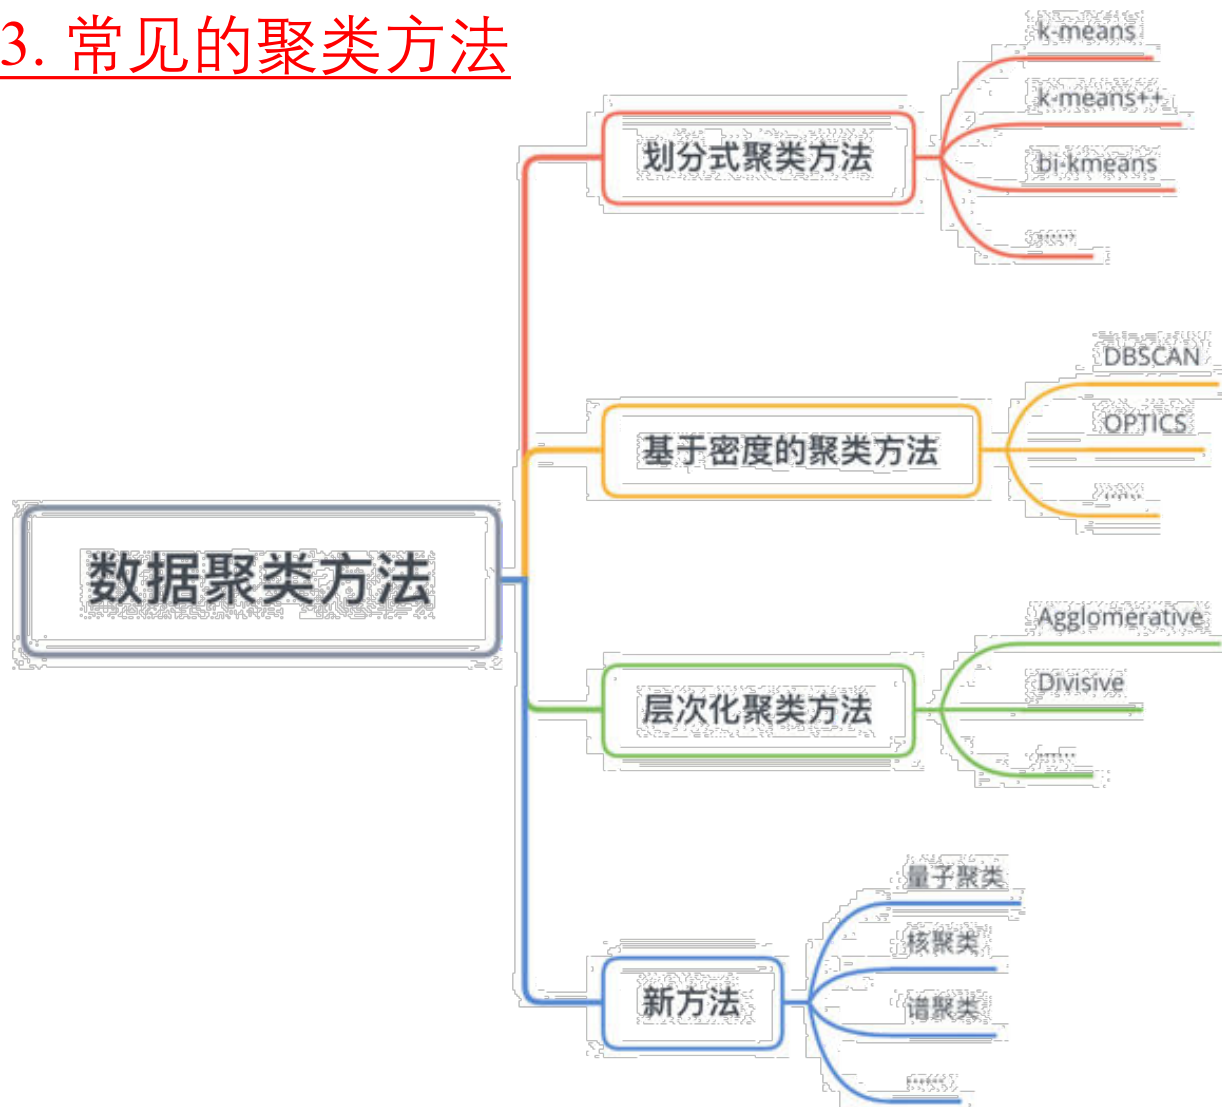 3. 常见的聚类方法
数据聚类方法
划分式聚类方法
k-means
k-means++
bi-kmeans
......
基于密度的聚类方法
DBSCAN
OPTICS
......
层次化聚类方法
Agglomerative
Divisive
......
新方法
量子聚类
核聚类
谱聚类
......